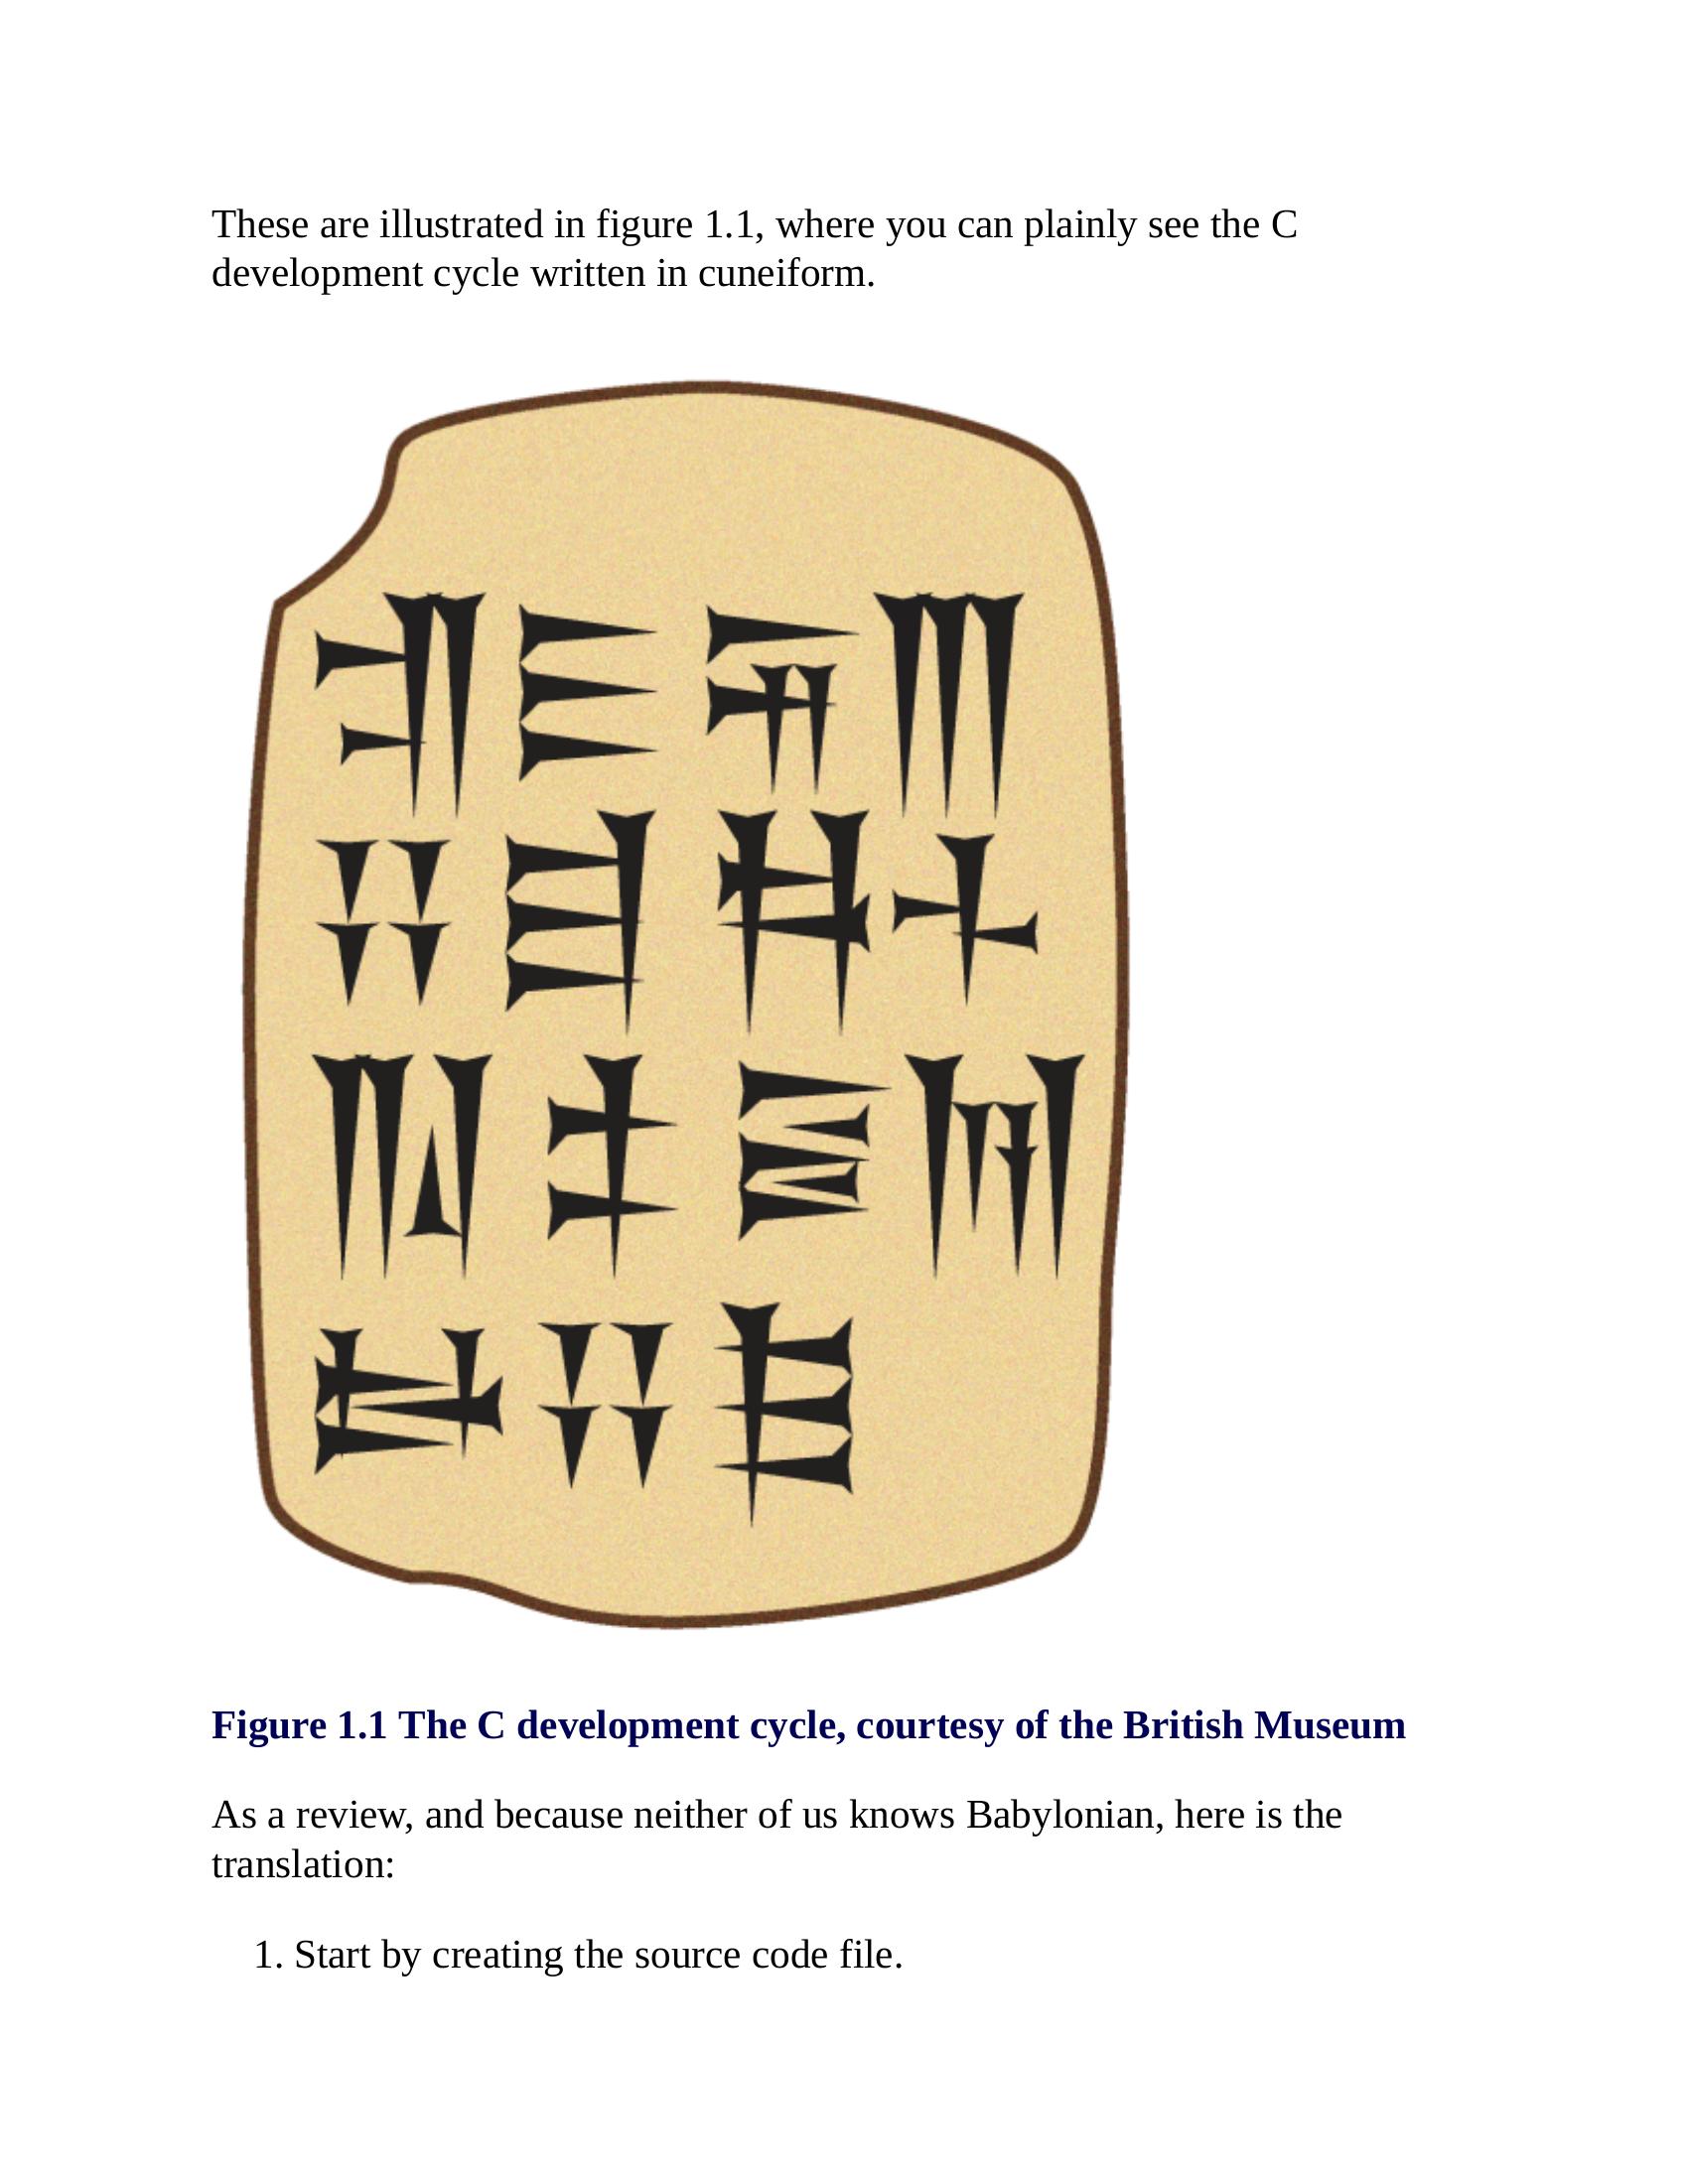 These are illustrated in figure 1.1, where you can plainly see the C
development cycle written in cuneiform.
Figure 1.1 The C development cycle, courtesy of the British Museum
As a review, and because neither of us knows Babylonian, here is the
translation:
1. Start by creating the source code file.